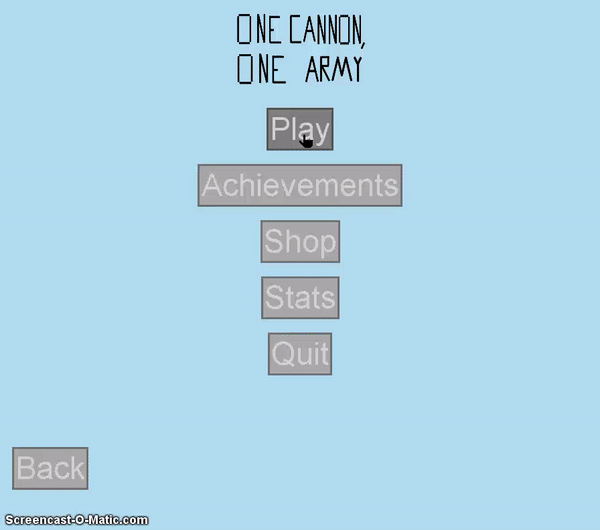 ONE CANNON,
ONE ARMY
Play
Achievements
Shop
Stats
Quit
Back
Screencast-O-Matic.com